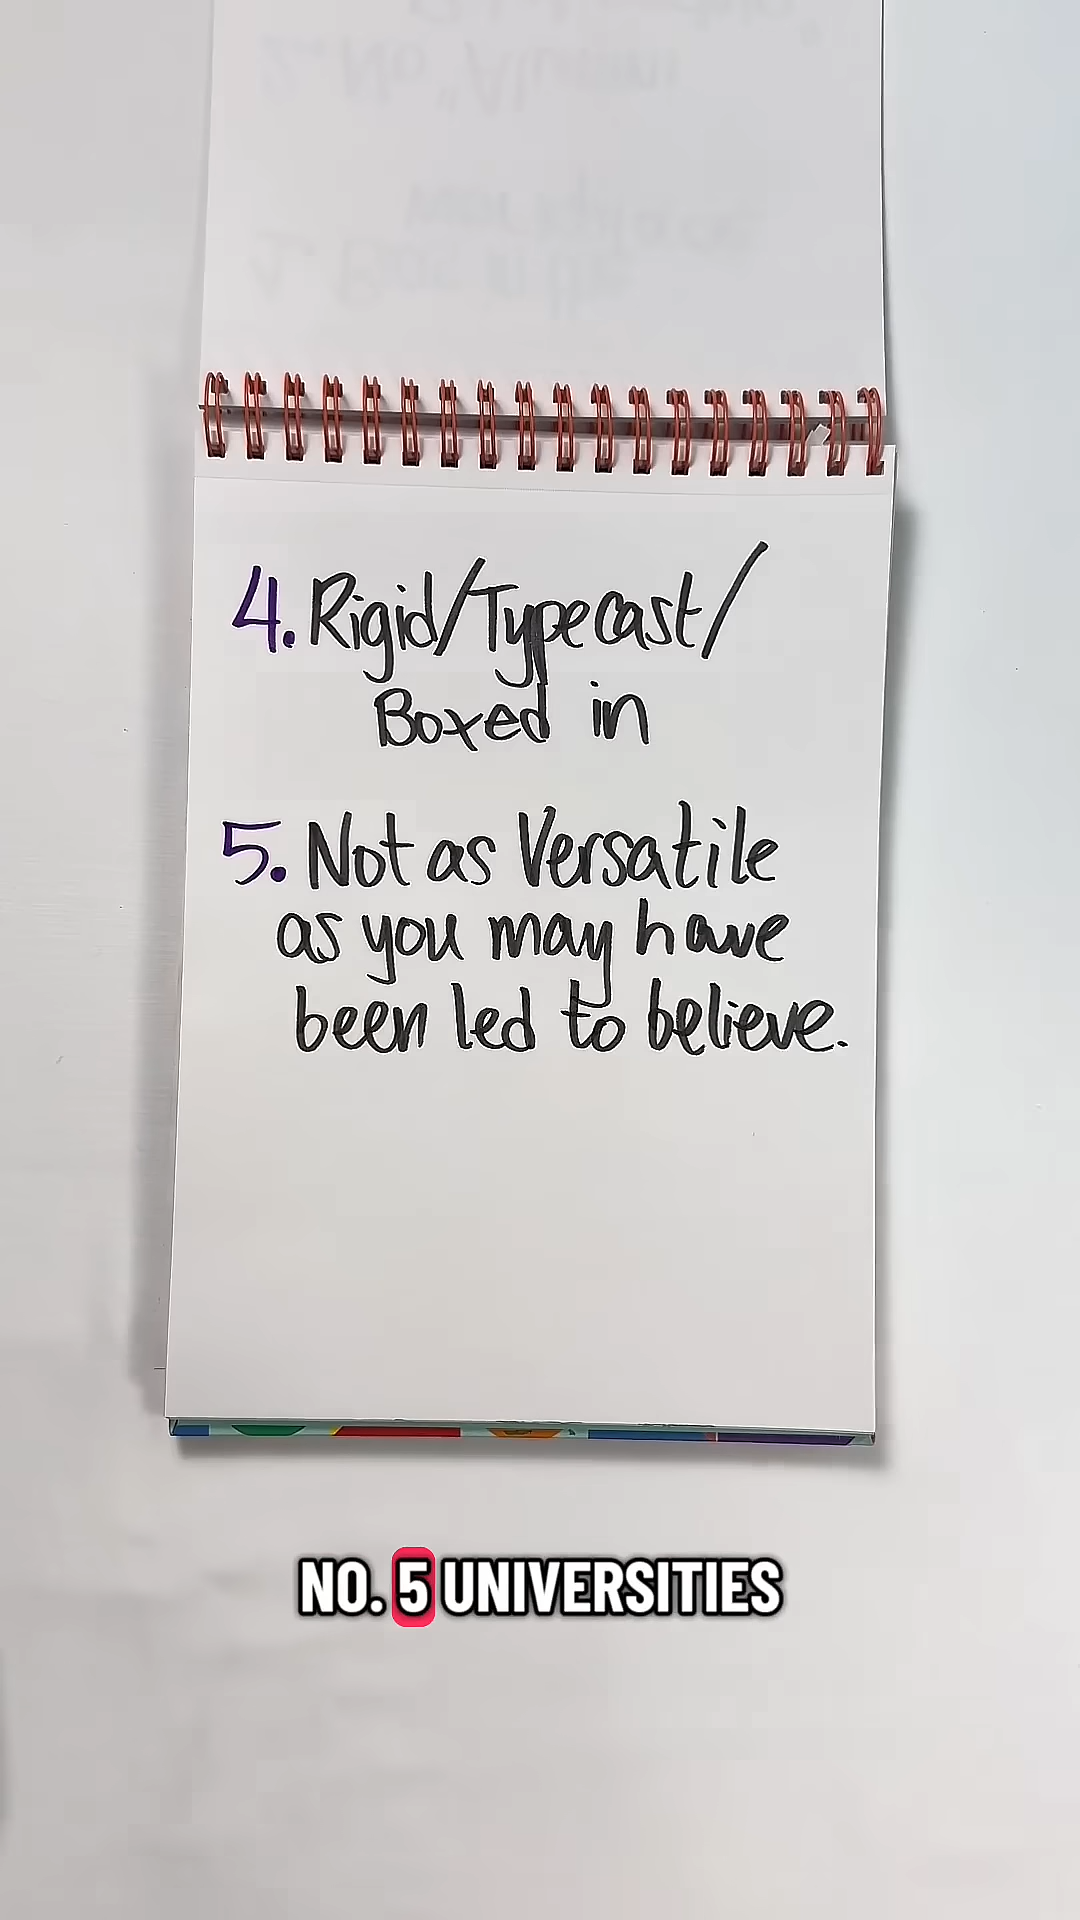 4. Rigid/Typecast/
Boxed in
5. Not as Versatile
as you may have
been led to believe.
NO. 5 UNIVERSITIES